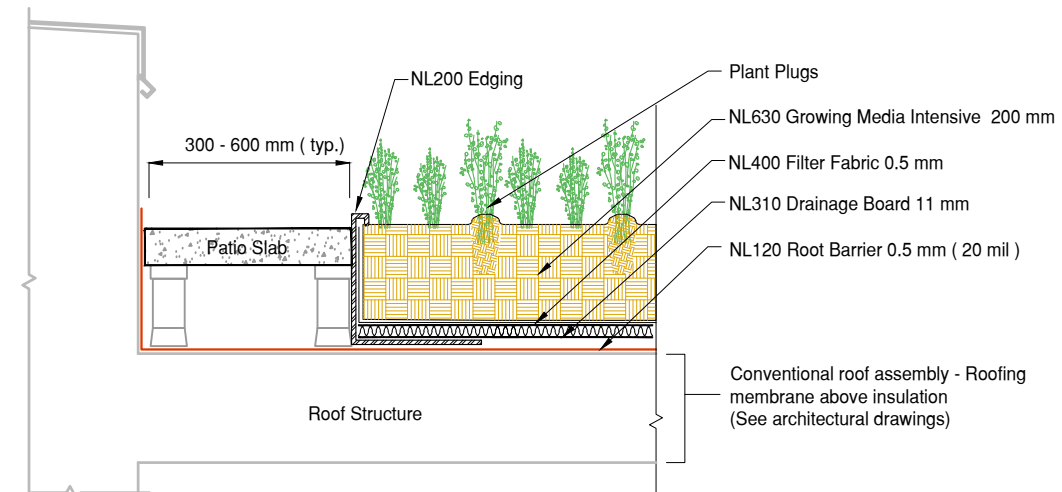 NL200 Edging
Plant Plugs
NL630 Growing Media Intensive 200 mm
300 - 600 mm ( typ.)
NL400 Filter Fabric 0.5 mm
NL310 Drainage Board 11 mm
Patio Slab
NL120 Root Barrier 0.5 mm ( 20 mil )
Conventional roof assembly - Roofing
membrane above insulation
(See architectural drawings)
Roof Structure